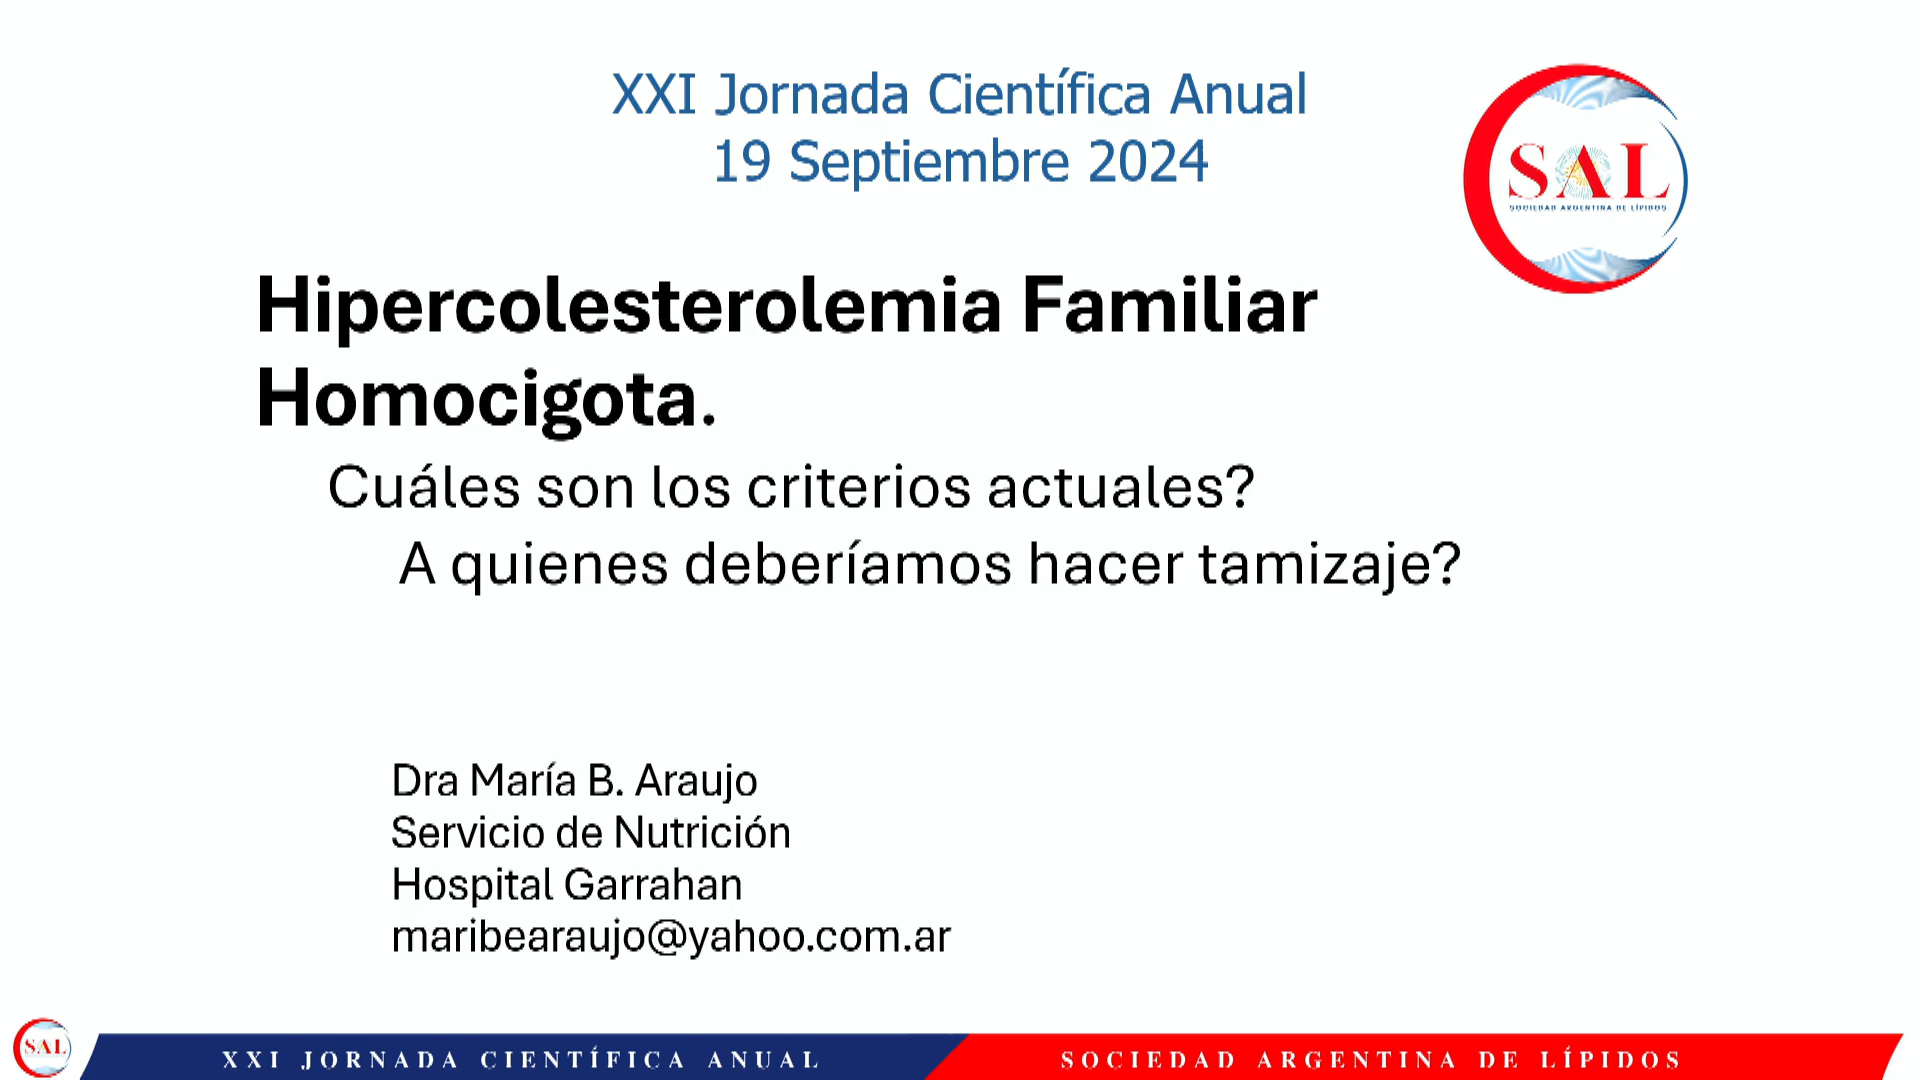 XXI Jornada Científica Anual
19 Septiembre 2024
SAL
SOCIEDAD ARGENTINA DE LÍPIDOS
Hipercolesterolemia Familiar
Homocigota.
Cuáles son los criterios actuales?
A quienes deberíamos hacer tamizaje?
Dra María B. Araujo
Servicio de Nutrición
Hospital Garrahan
maribearaujo@yahoo.com.ar
SAL
XXI JORNADA CIENTÍFICA ANUAL
SOCIEDAD ARGENTINA DE LÍPIDOS